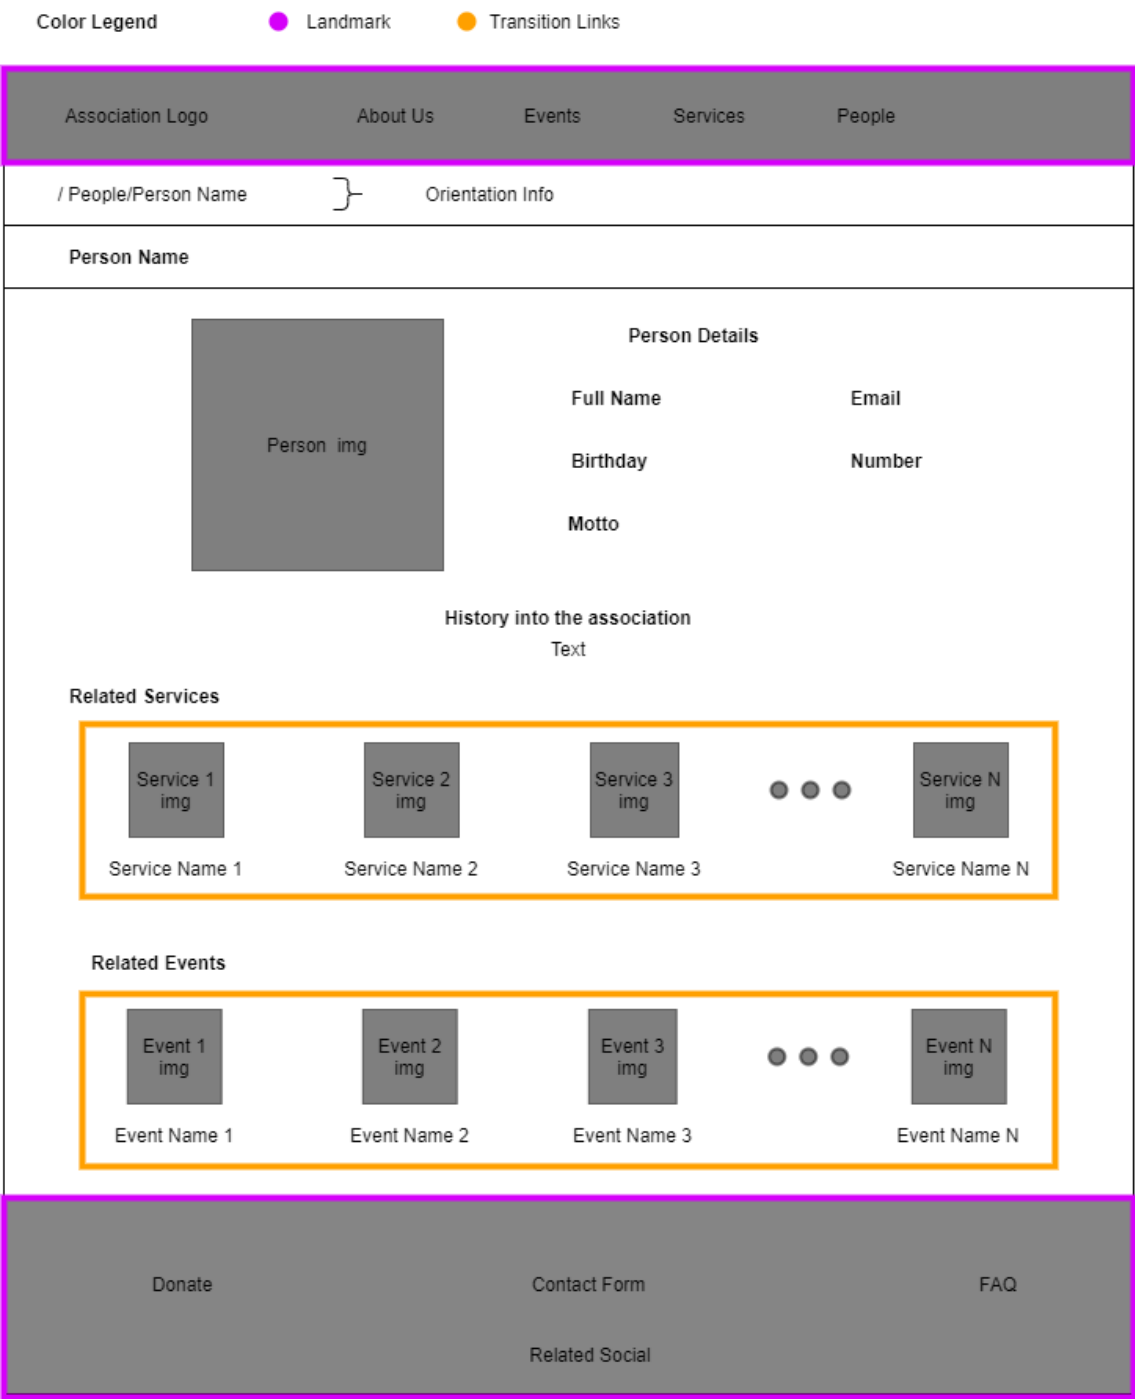 Color Legend Landmark Transition Links
Association Logo About Us Events Services People
/ People/Person Name Orientation Info
Person Name
Person Details
Full Name Email
Person img
Birthday Number
Motto
History into the association
Text
Related Services
Service 1 img Service 2 img Service 3 img Service N img
Service Name 1 Service Name 2 Service Name 3 Service Name N
Related Events
Event 1 img Event 2 img Event 3 img Event N img
Event Name 1 Event Name 2 Event Name 3 Event Name N
Donate Contact Form FAQ
Related Social